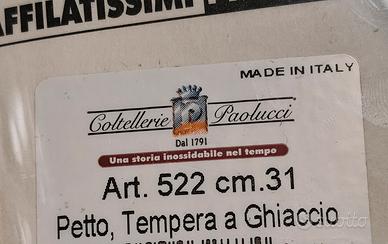 AFFILATISSIMI
MADE IN ITALY
Coltellerie Paolucci
Dal 1791
Una storia inossidabile nel tempo
Art. 522 cm.31
Petto, Tempera a Ghiaccio
subito